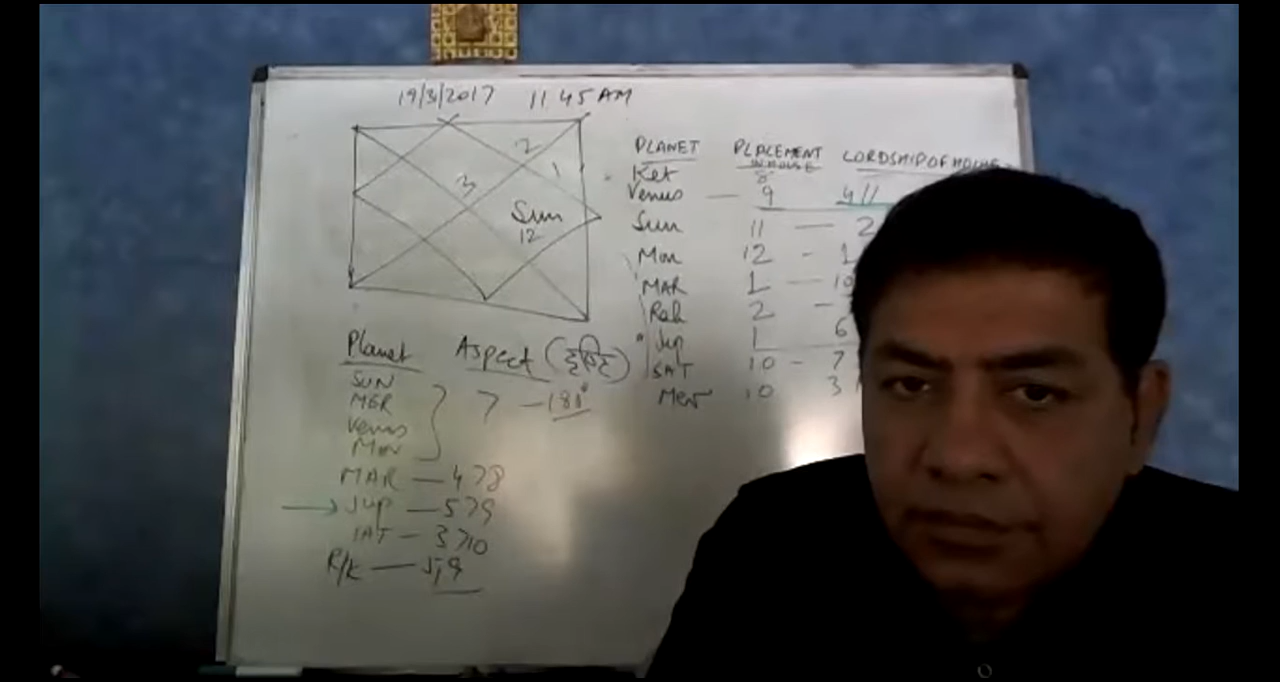 19/3/2017 11.45 AM
2
1
3
Sun
12
PLANET PLACEMENT LORDSHIP OF HOUSE
IN HOUSE
Ket 8
Venus — 9 4 11
Sun 11 — 2
Mon 12 - 1
MAR 1 — 10
Rah 2 —
Jup 1 6
SAT 10 - 7
Mer 10 3
Planet Aspect (दृष्टि)
SUN
MER
Venus
Mon
} 7 — 180°
MAR — 4 7 8
→ Jup — 5 7 9
SAT — 3 7 10
R/K — 5, 9